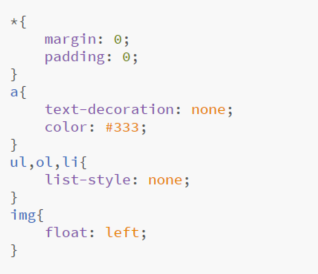 *{
    margin: 0;
    padding: 0;
}
a{
    text-decoration: none;
    color: #333;
}
ul,ol,li{
    list-style: none;
}
img{
    float: left;
}